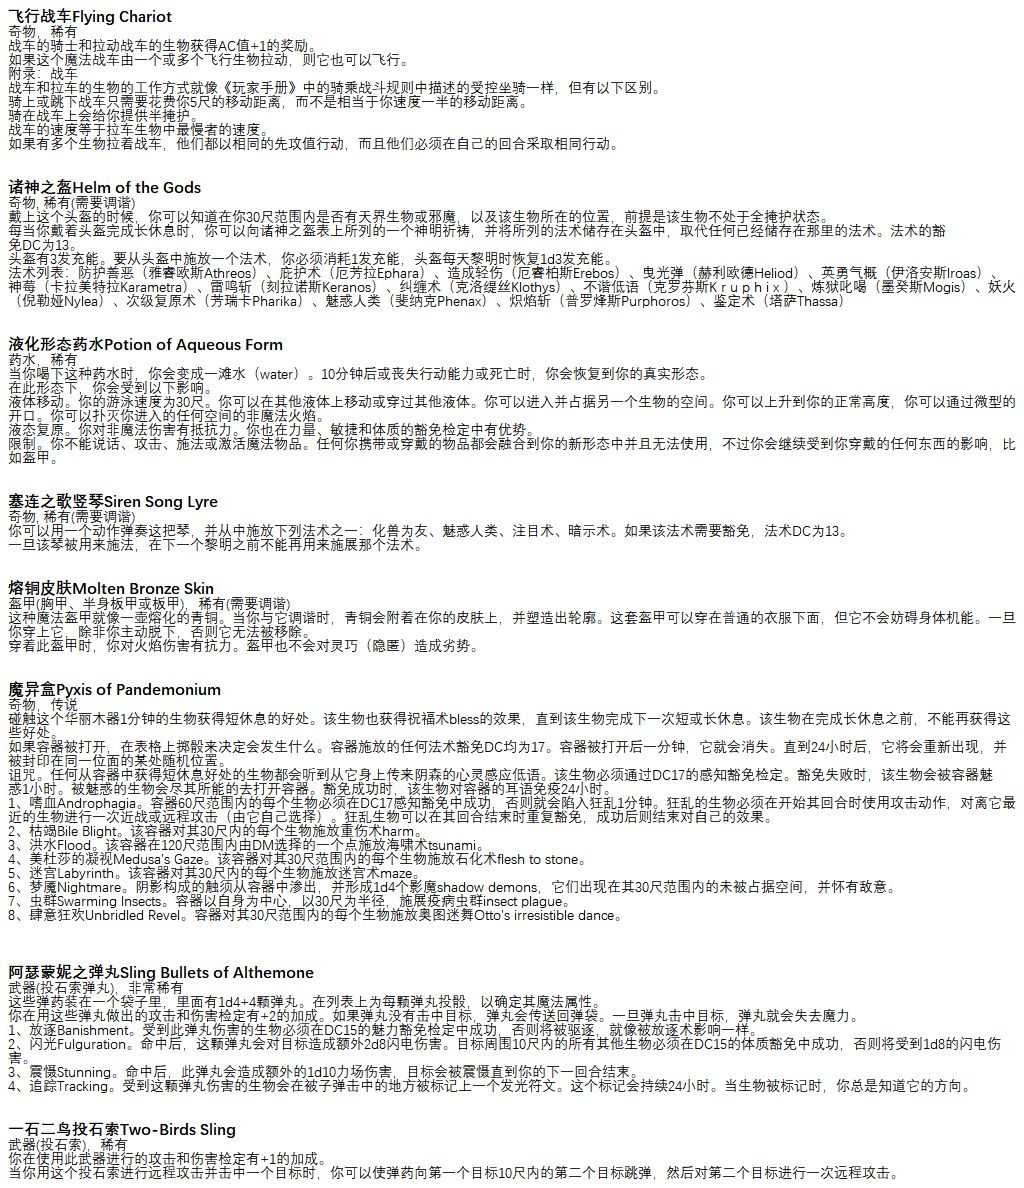 飞行战车Flying Chariot
奇物，稀有
战车的骑士和拉动战车的生物获得AC值+1的奖励。
如果这个魔法战车由一个或多个飞行生物拉动，则它也可以飞行。
附录：战车
战车和拉车的生物的工作方式就像《玩家手册》中的骑乘战斗规则中描述的受控坐骑一样，但有以下区别。
骑上或跳下战车只需要花费你5尺的移动距离，而不是相当于你速度一半的移动距离。
骑在战车上会给你提供半掩护。
战车的速度等于拉车生物中最慢者的速度。
如果有多个生物拉着战车，他们都以相同的先攻值行动，而且他们必须在自己的回合采取相同行动。
诸神之盔Helm of the Gods
奇物, 稀有(需要调谐)
戴上这个头盔的时候，你可以知道在你30尺范围内是否有天界生物或邪魔，以及该生物所在的位置，前提是该生物不处于全掩护状态。
每当你戴着头盔完成长休息时，你可以向诸神之盔表上所列的一个神明祈祷，并将所列的法术储存在头盔中，取代任何已经储存在那里的法术。法术的豁
免DC为13。
头盔有3发充能。要从头盔中施放一个法术，你必须消耗1发充能，头盔每天黎明时恢复1d3发充能。
法术列表：防护善恶（雅睿欧斯Athreos）、庇护术（厄芳拉Ephara）、造成轻伤（厄睿柏斯Erebos）、曳光弹（赫利欧德Heliod）、英勇气概（伊洛安斯Iroas）、
神莓（卡拉美特拉Karametra）、雷鸣斩（刻拉诺斯Keranos）、纠缠术（克洛缇丝Klothys）、不谐低语（克罗芬斯Ｋｒｕｐｈｉｘ）、炼狱叱喝（墨癸斯Mogis）、妖火
（倪勒娅Nylea）、次级复原术（芳瑞卡Pharika）、魅惑人类（斐纳克Phenax）、炽焰斩（普罗烽斯Purphoros）、鉴定术（塔萨Thassa）
液化形态药水Potion of Aqueous Form
药水，稀有
当你喝下这种药水时，你会变成一滩水（water）。10分钟后或丧失行动能力或死亡时，你会恢复到你的真实形态。
在此形态下，你会受到以下影响。
液体移动。你的游泳速度为30尺。你可以在其他液体上移动或穿过其他液体。你可以进入并占据另一个生物的空间。你可以上升到你的正常高度，你可以通过微型的
开口。你可以扑灭你进入的任何空间的非魔法火焰。
液态复原。你对非魔法伤害有抵抗力。你也在力量、敏捷和体质的豁免检定中有优势。
限制。你不能说话、攻击、施法或激活魔法物品。任何你携带或穿戴的物品都会融合到你的新形态中并且无法使用，不过你会继续受到你穿戴的任何东西的影响，比
如盔甲。
塞连之歌竖琴Siren Song Lyre
奇物, 稀有(需要调谐)
你可以用一个动作弹奏这把琴，并从中施放下列法术之一：化兽为友、魅惑人类、注目术、暗示术。如果该法术需要豁免，法术DC为13。
一旦该琴被用来施法，在下一个黎明之前不能再用来施展那个法术。
熔铜皮肤Molten Bronze Skin
盔甲(胸甲、半身板甲或板甲)，稀有(需要调谐)
这种魔法盔甲就像一壶熔化的青铜。当你与它调谐时，青铜会附着在你的皮肤上，并塑造出轮廓。这套盔甲可以穿在普通的衣服下面，但它不会妨碍身体机能。一旦
你穿上它，除非你主动脱下，否则它无法被移除。
穿着此盔甲时，你对火焰伤害有抗力。盔甲也不会对灵巧（隐匿）造成劣势。
魔异盒Pyxis of Pandemonium
奇物，传说
碰触这个华丽木器1分钟的生物获得短休息的好处。该生物也获得祝福术bless的效果，直到该生物完成下一次短或长休息。该生物在完成长休息之前，不能再获得这
些好处。
如果容器被打开，在表格上掷骰来决定会发生什么。容器施放的任何法术豁免DC均为17。容器被打开后一分钟，它就会消失。直到24小时后，它将会重新出现，并
被封印在同一位面的某处随机位置。
诅咒。任何从容器中获得短休息好处的生物都会听到从它身上传来阴森的心灵感应低语。该生物必须通过DC17的感知豁免检定。豁免失败时，该生物会被容器魅
惑1小时。被魅惑的生物会尽其所能的去打开容器。豁免成功时，该生物对容器的耳语免疫24小时。
1、嗜血Androphagia。容器60尺范围内的每个生物必须在DC17感知豁免中成功，否则就会陷入狂乱1分钟。狂乱的生物必须在开始其回合时使用攻击动作，对离它最
近的生物进行一次近战或远程攻击（由它自己选择）。狂乱生物可以在其回合结束时重复豁免，成功后则结束对自己的效果。
2、枯竭Bile Blight。该容器对其30尺内的每个生物施放重伤术harm。
3、洪水Flood。该容器在120尺范围内由DM选择的一个点施放海啸术tsunami。
4、美杜莎的凝视Medusa's Gaze。该容器对其30尺范围内的每个生物施放石化术flesh to stone。
5、迷宫Labyrinth。该容器对其30尺内的每个生物施放迷宫术maze。
6、梦魇Nightmare。阴影构成的触须从容器中渗出，并形成1d4个影魔shadow demons，它们出现在其30尺范围内的未被占据空间，并怀有敌意。
7、虫群Swarming Insects。容器以自身为中心，以30尺为半径，施展疫病虫群insect plague。
8、肆意狂欢Unbridled Revel。容器对其30尺范围内的每个生物施放奥图迷舞Otto's irresistible dance。
阿瑟蒙妮之弹丸Sling Bullets of Althemone
武器(投石索弹丸)，非常稀有
这些弹药装在一个袋子里，里面有1d4+4颗弹丸。在列表上为每颗弹丸投骰，以确定其魔法属性。
你在用这些弹丸做出的攻击和伤害检定有+2的加成。如果弹丸没有击中目标，弹丸会传送回弹袋。一旦弹丸击中目标，弹丸就会失去魔力。
1、放逐Banishment。受到此弹丸伤害的生物必须在DC15的魅力豁免检定中成功，否则将被驱逐，就像被放逐术影响一样。
2、闪光Fulguration。命中后，这颗弹丸会对目标造成额外2d8闪电伤害。目标周围10尺内的所有其他生物必须在DC15的体质豁免中成功，否则将受到1d8的闪电伤
害。
3、震慑Stunning。命中后，此弹丸会造成额外的1d10力场伤害，目标会被震慑直到你的下一回合结束。
4、追踪Tracking。受到这颗弹丸伤害的生物会在被子弹击中的地方被标记上一个发光符文。这个标记会持续24小时。当生物被标记时，你总是知道它的方向。
一石二鸟投石索Two-Birds Sling
武器(投石索)，稀有
你在使用此武器进行的攻击和伤害检定有+1的加成。
当你用这个投石索进行远程攻击并击中一个目标时，你可以使弹药向第一个目标10尺内的第二个目标跳弹，然后对第二个目标进行一次远程攻击。